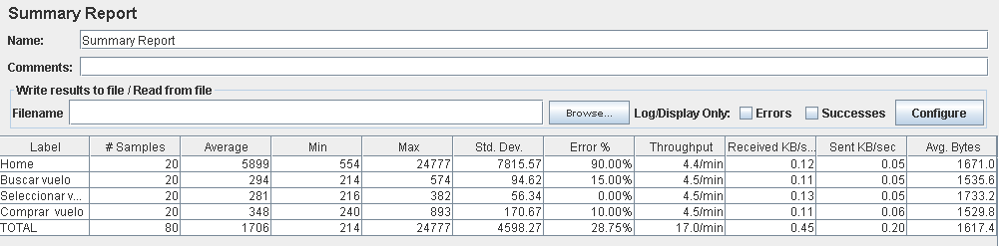 Summary Report
Name: Summary Report
Comments:
Write results to file / Read from file
Filename Browse... Log/Display Only: Errors Successes Configure
Label # Samples Average Min Max Std. Dev. Error % Throughput Received KB/s... Sent KB/sec Avg. Bytes
Home 20 5899 554 24777 7815.57 90.00% 4.4/min 0.12 0.05 1671.0
Buscar vuelo 20 294 214 574 94.62 15.00% 4.5/min 0.11 0.05 1535.6
Seleccionar v... 20 281 216 382 56.34 0.00% 4.5/min 0.13 0.05 1733.2
Comprar vuelo 20 348 240 893 170.67 10.00% 4.5/min 0.11 0.06 1529.8
TOTAL 80 1706 214 24777 4598.27 28.75% 17.0/min 0.45 0.20 1617.4